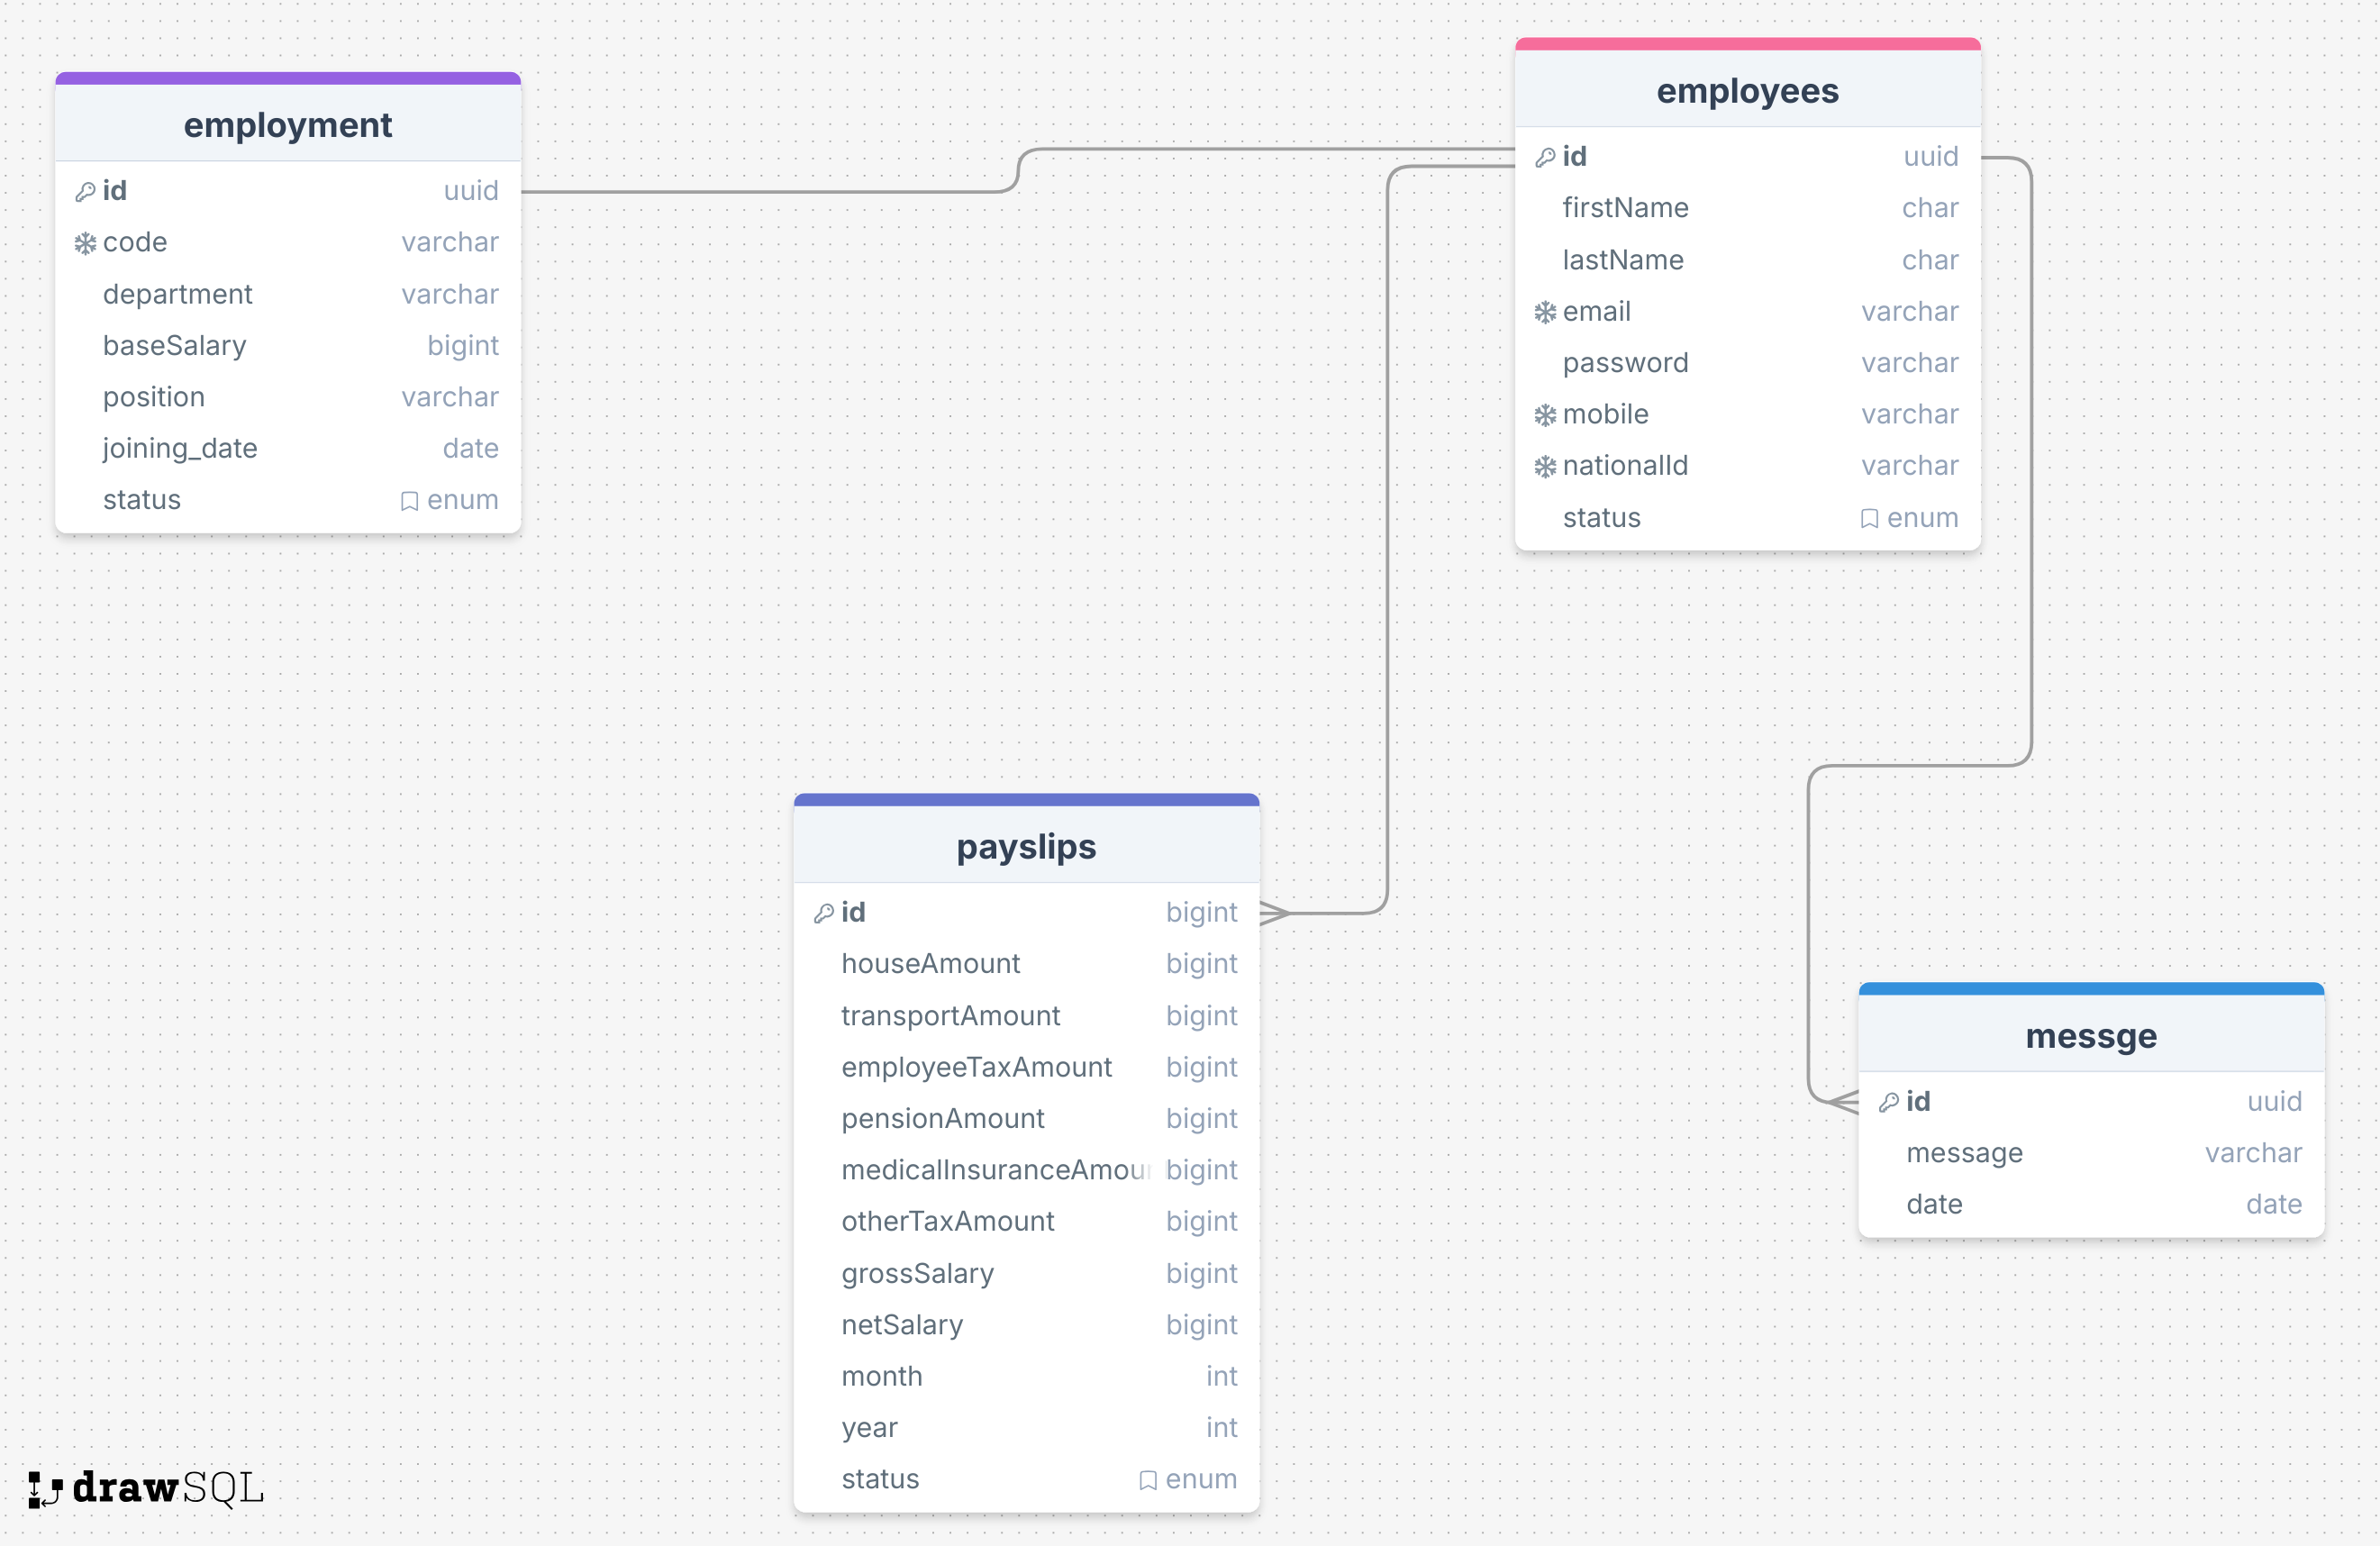 employment
id uuid
code varchar
department varchar
baseSalary bigint
position varchar
joining_date date
status enum
employees
id uuid
firstName char
lastName char
email varchar
password varchar
mobile varchar
nationalId varchar
status enum
payslips
id bigint
houseAmount bigint
transportAmount bigint
employeeTaxAmount bigint
pensionAmount bigint
medicalInsuranceAmou bigint
otherTaxAmount bigint
grossSalary bigint
netSalary bigint
month int
year int
status enum
messge
id uuid
message varchar
date date
drawSQL